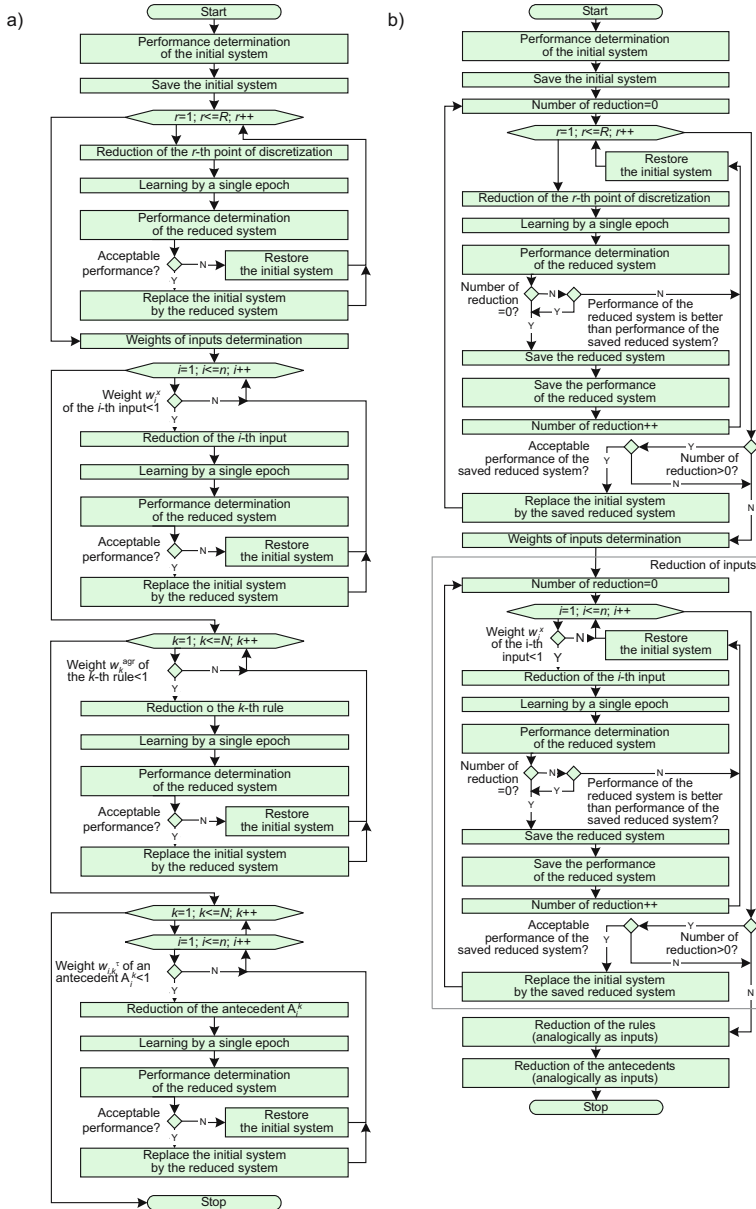 a)
Start
Performance determination
of the initial system
Save the initial system
r=1; r<=R; r++
Reduction of the r-th point of discretization
Learning by a single epoch
Performance determination
of the reduced system
Acceptable
performance?
N
Restore
the initial system
Y
Replace the initial system
by the reduced system
Weights of inputs determination
i=1; i<=n; i++
Weight wᵢˣ
of the i-th input<1
N
Y
Reduction of the i-th input
Learning by a single epoch
Performance determination
of the reduced system
Acceptable
performance?
N
Restore
the initial system
Y
Replace the initial system
by the reduced system
k=1; k<=N; k++
Weight wₖᵃᵍʳ of
the k-th rule<1
N
Y
Reduction o the k-th rule
Learning by a single epoch
Performance determination
of the reduced system
Acceptable
performance?
N
Restore
the initial system
Y
Replace the initial system
by the reduced system
k=1; k<=N; k++
i=1; i<=n; i++
Weight w_{i,k}^τ of an
antecedent Aᵢᵏ<1
N
Y
Reduction of the antecedent Aᵢᵏ
Learning by a single epoch
Performance determination
of the reduced system
Acceptable
performance?
N
Restore
the initial system
Y
Replace the initial system
by the reduced system
Stop
b)
Start
Performance determination
of the initial system
Save the initial system
Number of reduction=0
r=1; r<=R; r++
Restore
the initial system
Reduction of the r-th point of discretization
Learning by a single epoch
Performance determination
of the reduced system
Number of
reduction
=0?
N
N
Y
Y
Performance of the
reduced system is better
than performance of the
saved reduced system?
Save the reduced system
Save the performance
of the reduced system
Number of reduction++
Acceptable
performance of the
saved reduced system?
Y
Y
Number of
reduction>0?
N
N
Replace the initial system
by the saved reduced system
Weights of inputs determination
Reduction of inputs
Number of reduction=0
i=1; i<=n; i++
Weight wᵢˣ
of the i-th
input<1
N
Y
Restore
the initial system
Reduction of the i-th input
Learning by a single epoch
Performance determination
of the reduced system
Number of
reduction
=0?
N
N
Y
Y
Performance of the
reduced system is better
than performance of the
saved reduced system?
Save the reduced system
Save the performance
of the reduced system
Number of reduction++
Acceptable
performance of the
saved reduced system?
Y
Y
Number of
reduction>0?
N
N
Replace the initial system
by the saved reduced system
Reduction of the rules
(analogically as inputs)
Reduction of the antecedents
(analogically as inputs)
Stop